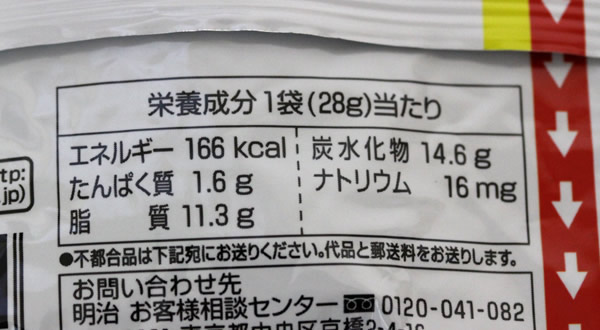 栄養成分 1袋(28g)当たり
エネルギー 166 kcal
炭水化物 14.6 g
たんぱく質 1.6 g
ナトリウム 16 mg
脂 質 11.3 g
tp:
.jp)
●不都合品は下記宛にお送りください。代品と郵送料をお送りします。
お問い合わせ先
明治 お客様相談センター 0120-041-082